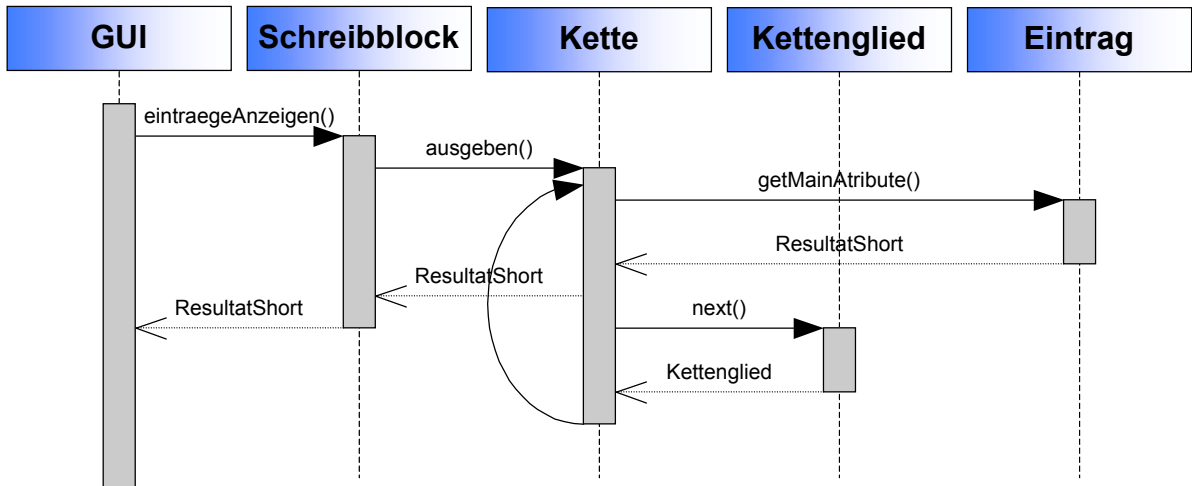 GUI
Schreibblock
Kette
Kettenglied
Eintrag
eintraegeAnzeigen()
ausgeben()
getMainAtribute()
ResultatShort
ResultatShort
ResultatShort
next()
Kettenglied